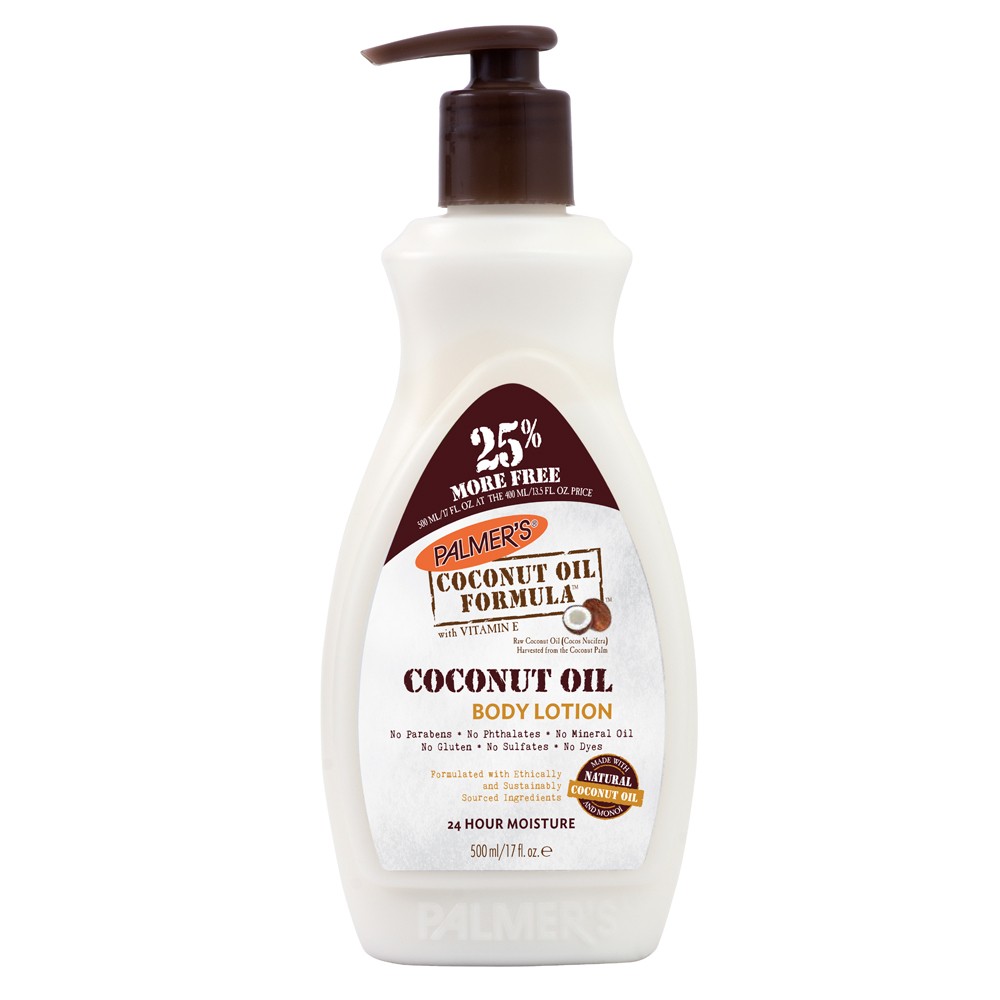 25%
MORE FREE
500 ML/17 FL. OZ. AT THE 400 ML/13.5 FL. OZ. PRICE
PALMER'S®
COCONUT OIL
FORMULA™
with VITAMIN E
™
Raw Coconut Oil (Cocos Nucifera)
Harvested from the Coconut Palm
COCONUT OIL
BODY LOTION
No Parabens • No Phthalates • No Mineral Oil
No Gluten • No Sulfates • No Dyes
Formulated with Ethically
and Sustainably
Sourced Ingredients
MADE WITH
NATURAL
COCONUT OIL
AND MONOI
24 HOUR MOISTURE
500 ml/17 fl. oz. ℮
PALMER'S